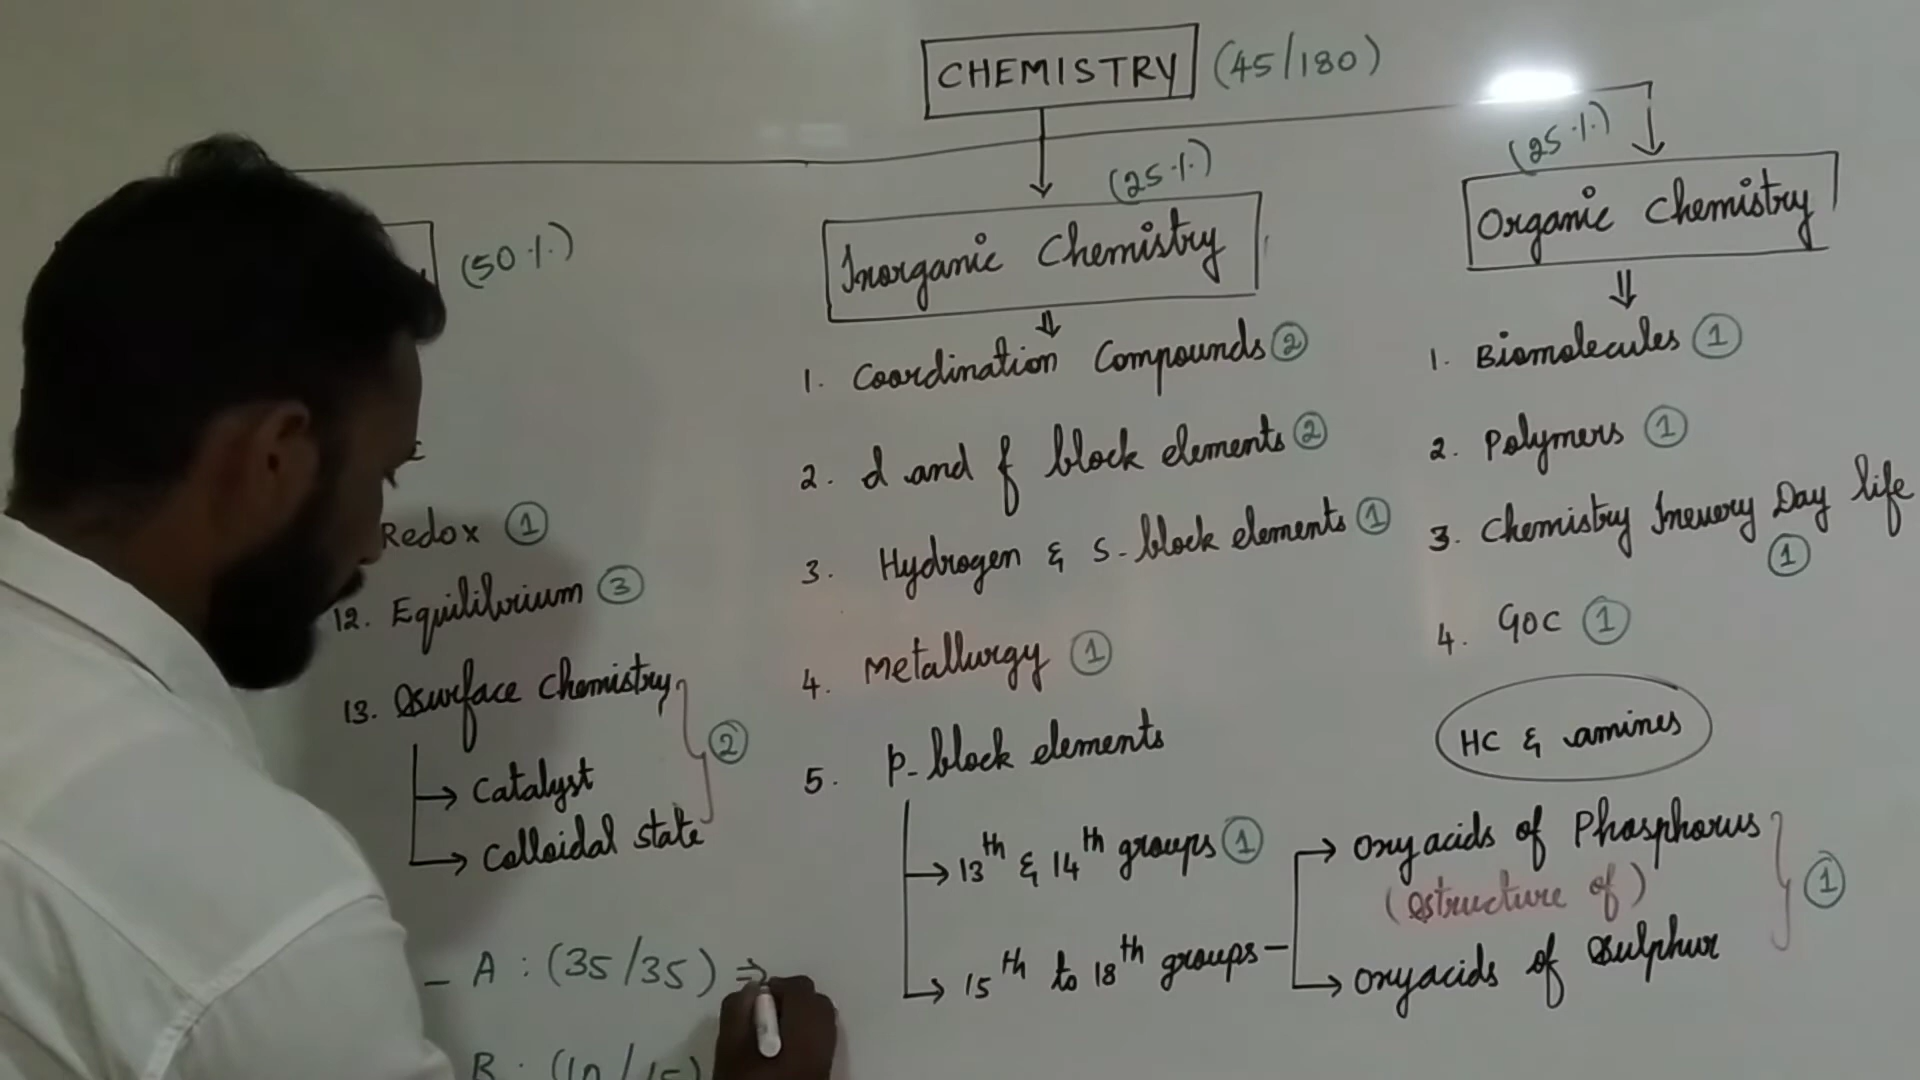 CHEMISTRY (45/180)
(50%)
Redox ①
12. Equilibrium ③
13. Surface Chemistry ②
→ Catalyst
→ Colloidal state
– A : (35/35) ⇒
B : (10/15)
(25%)
Inorganic Chemistry
1. Coordination Compounds ②
2. d and f block elements ②
3. Hydrogen & s-block elements ①
4. Metallurgy ①
5. p-block elements
→ 13th & 14th groups ①
→ 15th to 18th groups
→ Oxyacids of Phosphorus
(structure of) ①
→ oxyacids of Sulphur
(25%)
Organic Chemistry
1. Biomolecules ①
2. Polymers ①
3. Chemistry Inevery Day life
①
4. GOC ①
HC & amines